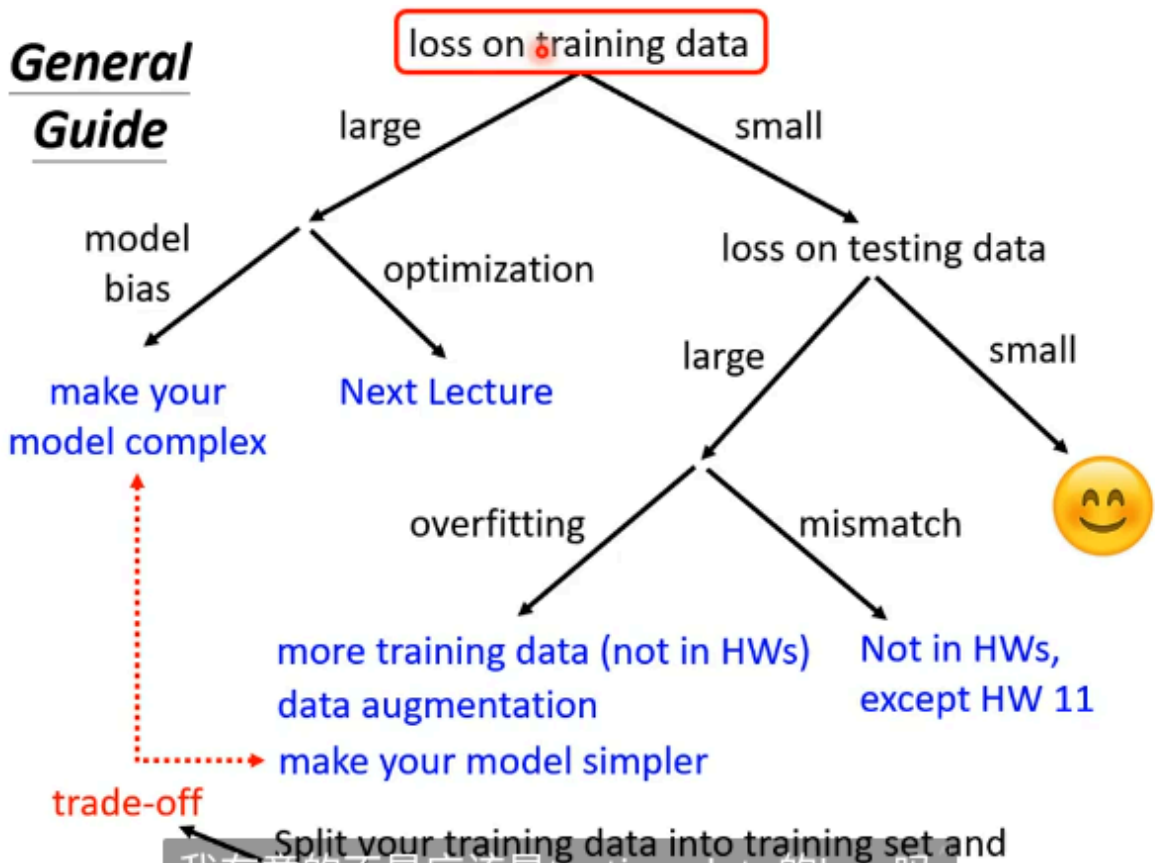 General
Guide
loss on training data
large
small
model
bias
optimization
loss on testing data
make your
model complex
Next Lecture
large
small
overfitting
mismatch
more training data (not in HWs)
data augmentation
make your model simpler
Not in HWs,
except HW 11
trade-off
Split your training data into training set and